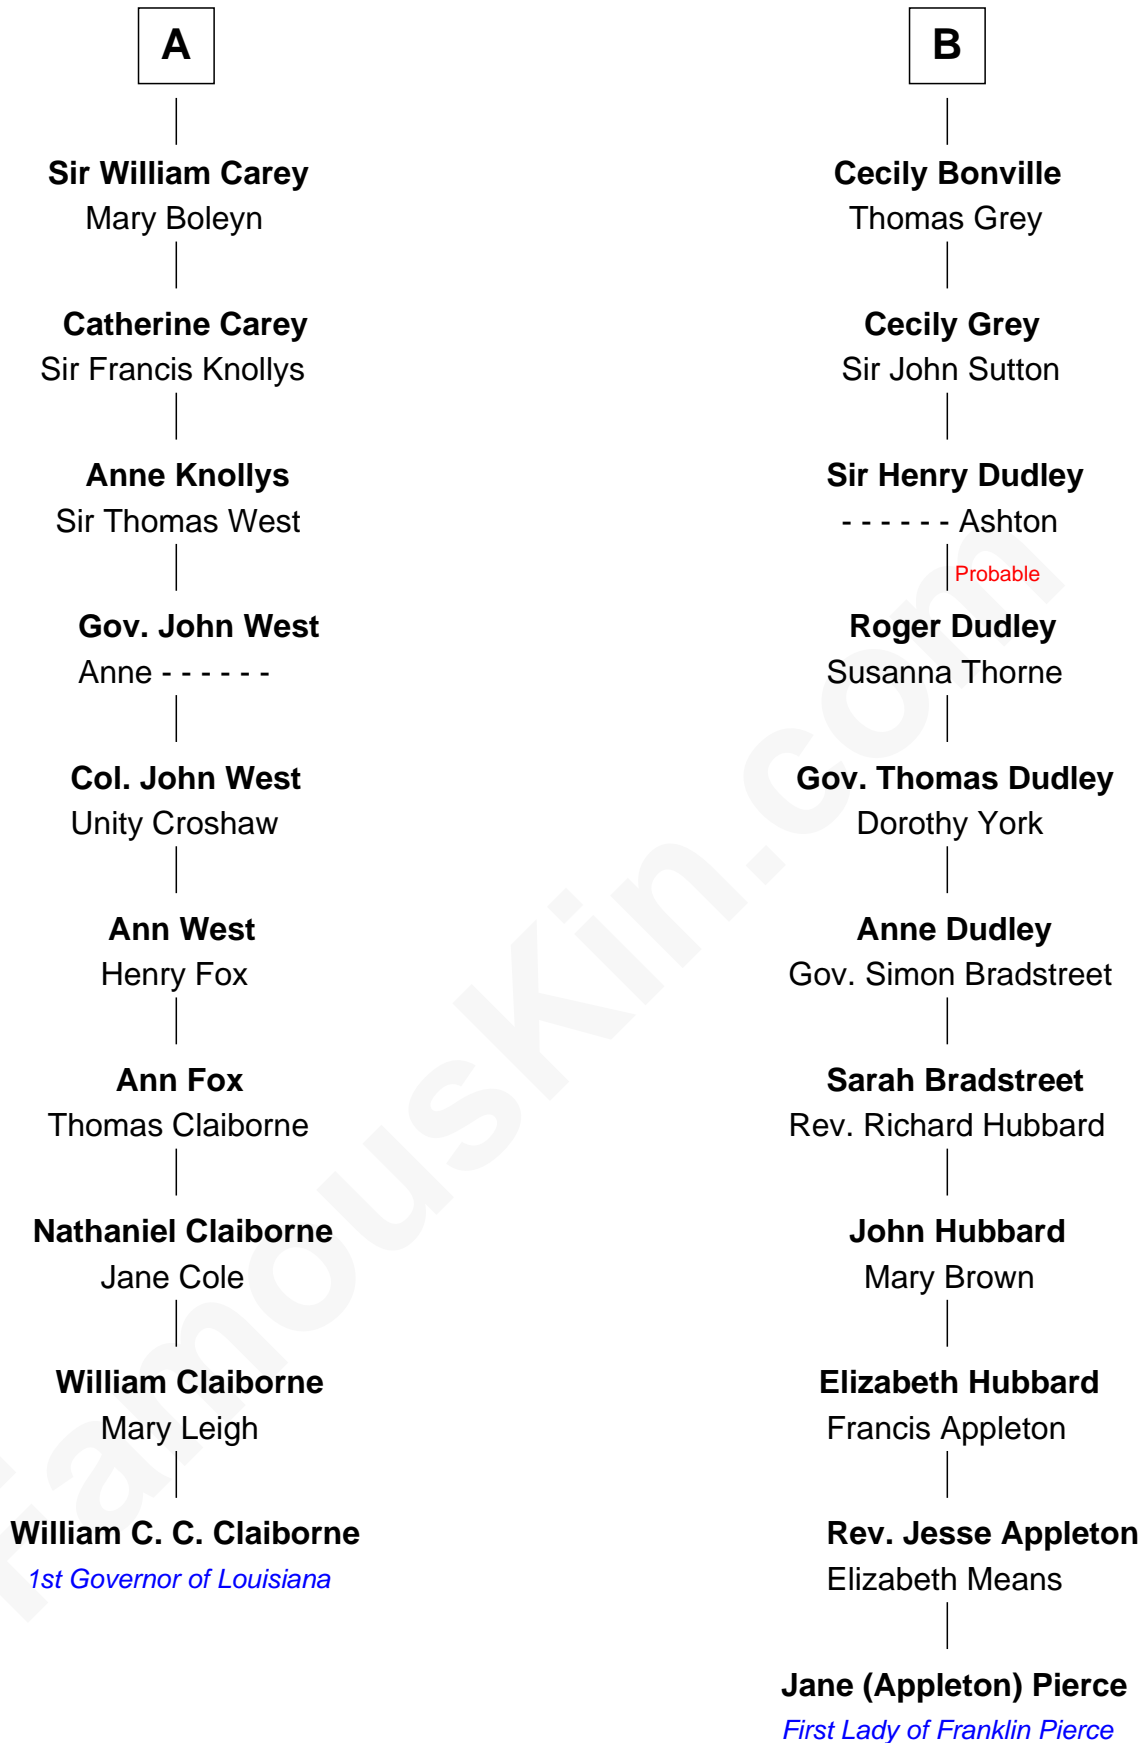 A
Sir William Carey
Mary Boleyn
Catherine Carey
Sir Francis Knollys
Anne Knollys
Sir Thomas West
Gov. John West
Anne - - - - - -
Col. John West
Unity Croshaw
Ann West
Henry Fox
Ann Fox
Thomas Claiborne
Nathaniel Claiborne
Jane Cole
William Claiborne
Mary Leigh
William C. C. Claiborne
1st Governor of Louisiana
B
Cecily Bonville
Thomas Grey
Cecily Grey
Sir John Sutton
Sir Henry Dudley
- - - - - - Ashton
Probable
Roger Dudley
Susanna Thorne
Gov. Thomas Dudley
Dorothy York
Anne Dudley
Gov. Simon Bradstreet
Sarah Bradstreet
Rev. Richard Hubbard
John Hubbard
Mary Brown
Elizabeth Hubbard
Francis Appleton
Rev. Jesse Appleton
Elizabeth Means
Jane (Appleton) Pierce
First Lady of Franklin Pierce
FamousKin.com